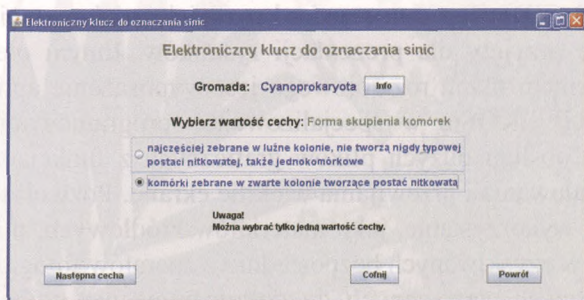 Elektroniczny klucz do oznaczania sinic
Elektroniczny klucz do oznaczania sinic
Gromada: Cyanoprokaryota Info
Wybierz wartość cechy: Forma skupienia komórek
najczęściej zebrane w luźne kolonie, nie tworzą nigdy typowej
postaci nitkowatej, także jednokomórkowe
komórki zebrane w zwarte kolonie tworzące postać nitkowatą
Uwaga!
Można wybrać tylko jedną wartość cechy.
Następna cecha Cofnij Powrót